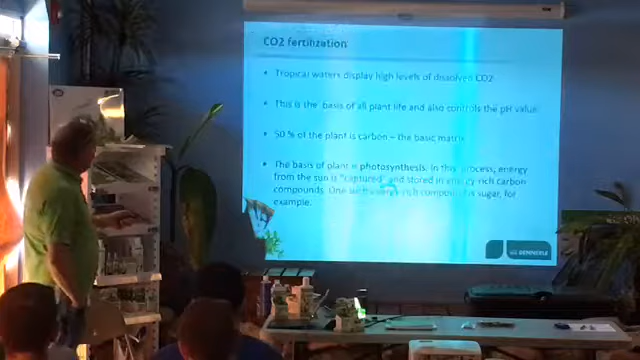 CO2 fertilization
• Tropical waters display high levels of dissolved CO2
• This is the basis of all plant life and also controls the pH value
• 50 % of the plant is carbon – the basic matrix
• The basis of plant is photosynthesis. In this process, energy
from the sun is "captured" and stored in energy rich carbon
compounds. One such energy rich compound is sugar, for
example.
DENNERLE